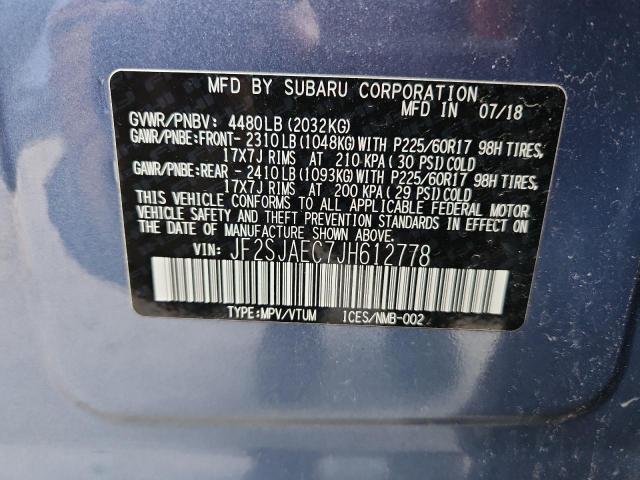 MFD BY SUBARU CORPORATION
MFD IN 07/18
GVWR/PNBV: 4480LB(2032KG)
GAWR/PNBE:FRONT- 2310LB(1048KG)WITH P225/60R17 98H TIRES,
17X7J RIMS AT 210 KPA(30 PSI)COLD
GAWR/PNBE:REAR - 2410LB(1093KG)WITH P225/60R17 98H TIRES,
17X7J RIMS AT 200 KPA(29 PSI)COLD
THIS VEHICLE CONFORMS TO ALL APPLICABLE FEDERAL MOTOR
VEHICLE SAFETY AND THEFT PREVENTION STANDARDS IN EFFECT ON
THE DATE OF MANUFACTURE SHOWN ABOVE.
VIN: JF2SJAEC7JH612778
TYPE:MPV/VTUM ICES/NMB-002